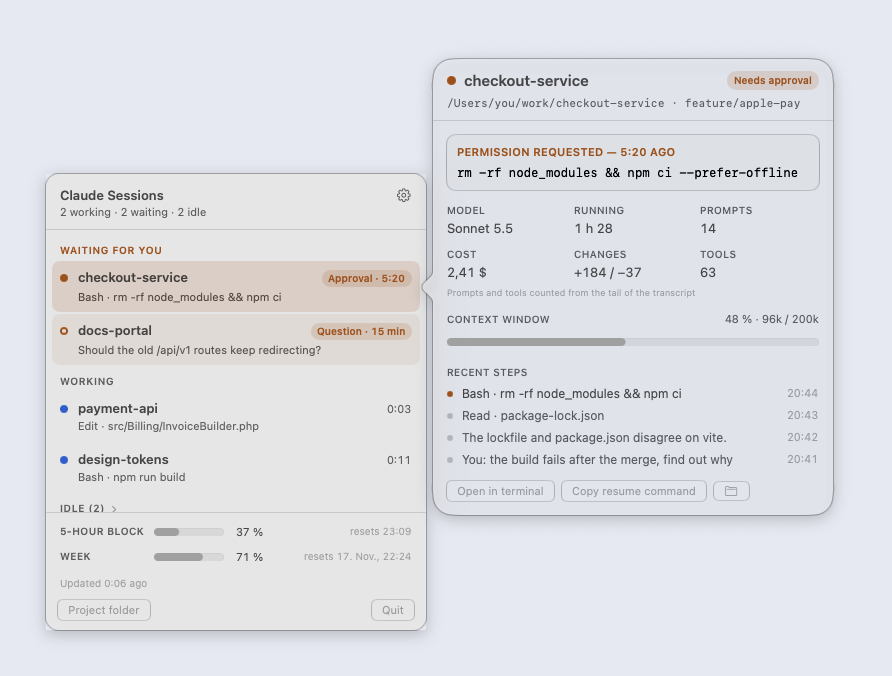 Claude Sessions
2 working · 2 waiting · 2 idle
WAITING FOR YOU
checkout-service
Approval · 5:20
Bash · rm -rf node_modules && npm ci
docs-portal
Question · 15 min
Should the old /api/v1 routes keep redirecting?
WORKING
payment-api
0:03
Edit · src/Billing/InvoiceBuilder.php
design-tokens
0:11
Bash · npm run build
IDLE (2)
5-HOUR BLOCK 37 % resets 23:09
WEEK 71 % resets 17. Nov., 22:24
Updated 0:06 ago
Project folder
Quit
checkout-service
Needs approval
/Users/you/work/checkout-service · feature/apple-pay
PERMISSION REQUESTED — 5:20 AGO
rm -rf node_modules && npm ci --prefer-offline
MODEL RUNNING PROMPTS
Sonnet 5.5 1 h 28 14
COST CHANGES TOOLS
2,41 $ +184 / −37 63
Prompts and tools counted from the tail of the transcript
CONTEXT WINDOW 48 % · 96k / 200k
RECENT STEPS
Bash · rm -rf node_modules && npm ci 20:44
Read · package-lock.json 20:43
The lockfile and package.json disagree on vite. 20:42
You: the build fails after the merge, find out why 20:41
Open in terminal
Copy resume command